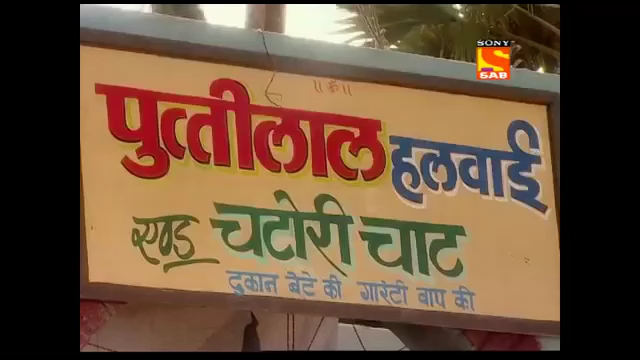 SONY
SAB
॥ ॐ ॥
पुत्तीलाल हलवाई
एण्ड चटोरी चाट
दुकान बेटे की गारंटी बाप की